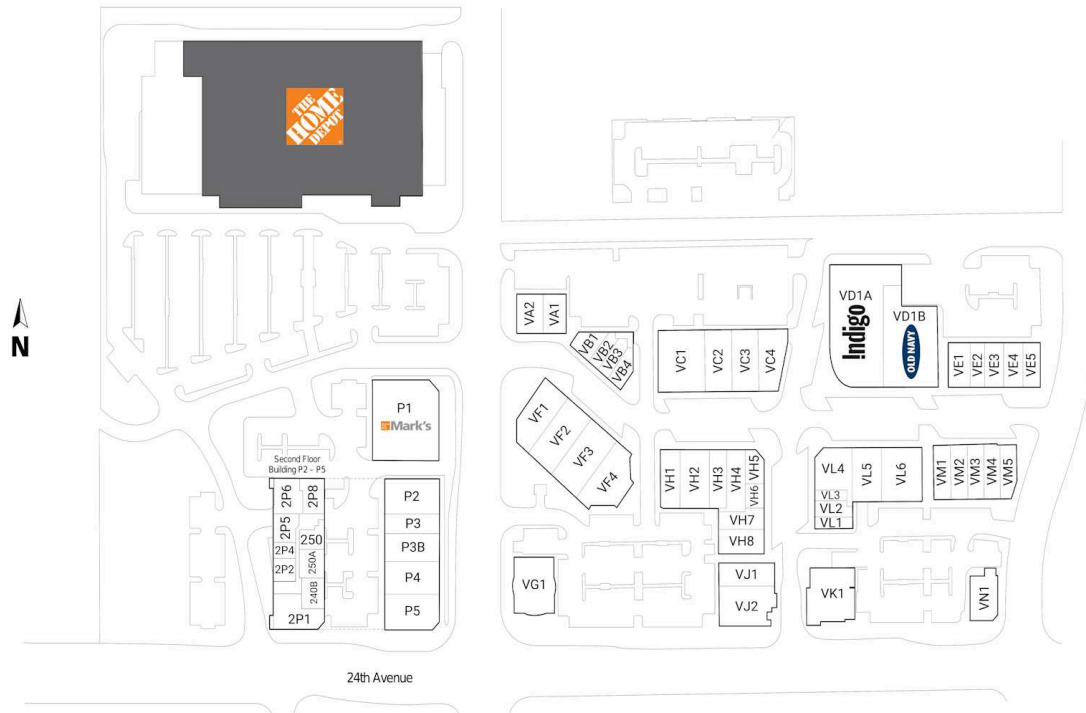 THE
HOME
DEPOT
N
VA2
VA1
VB1
VB2
VB3
VB4
VC1
VC2
VC3
VC4
VD1A
!ndigo
VD1B
OLD NAVY
VE1
VE2
VE3
VE4
VE5
P1
Mark's
VF1
VF2
VF3
VF4
Second Floor
Building P2 - P5
2P6
2P8
2P5
250
2P4
2P2
250A
240B
2P1
P2
P3
P3B
P4
P5
VH1
VH2
VH3
VH4
VH5
VH6
VH7
VH8
VL4
VL5
VL6
VL3
VL2
VL1
VM1
VM2
VM3
VM4
VM5
VG1
VJ1
VJ2
VK1
VN1
24th Avenue